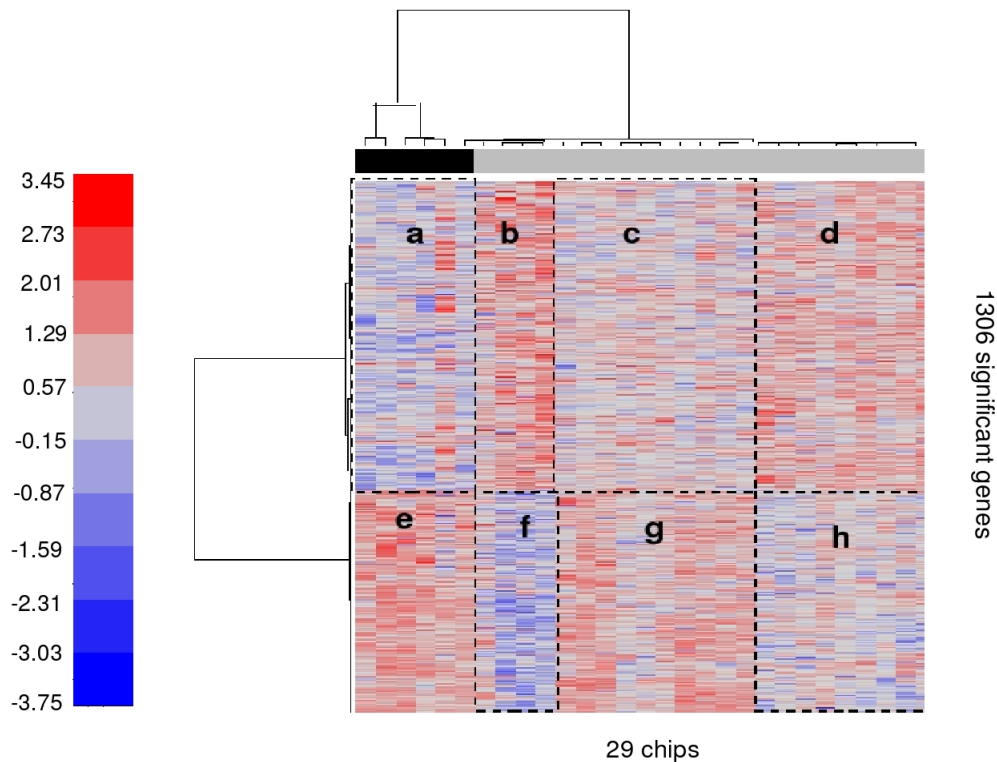 3.45
2.73
2.01
1.29
0.57
-0.15
-0.87
-1.59
-2.31
-3.03
-3.75
a
b
c
d
e
f
g
h
1306 significant genes
29 chips